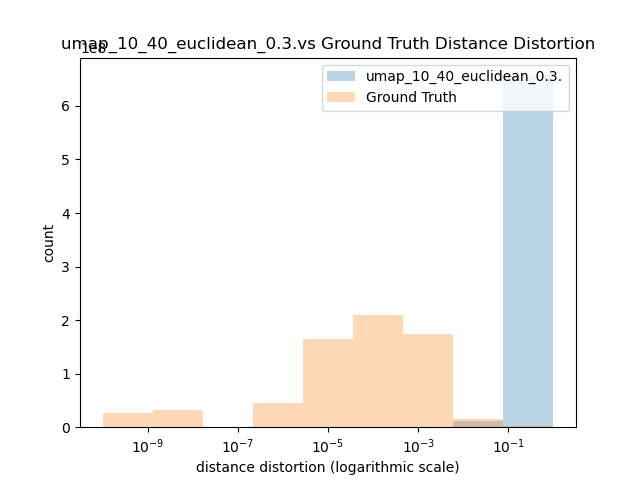 umap_10_40_euclidean_0.3.vs Ground Truth Distance Distortion
1e8
umap_10_40_euclidean_0.3.
Ground Truth
6
5
4
3
2
1
0
count
10⁻⁹ 10⁻⁷ 10⁻⁵ 10⁻³ 10⁻¹
distance distortion (logarithmic scale)